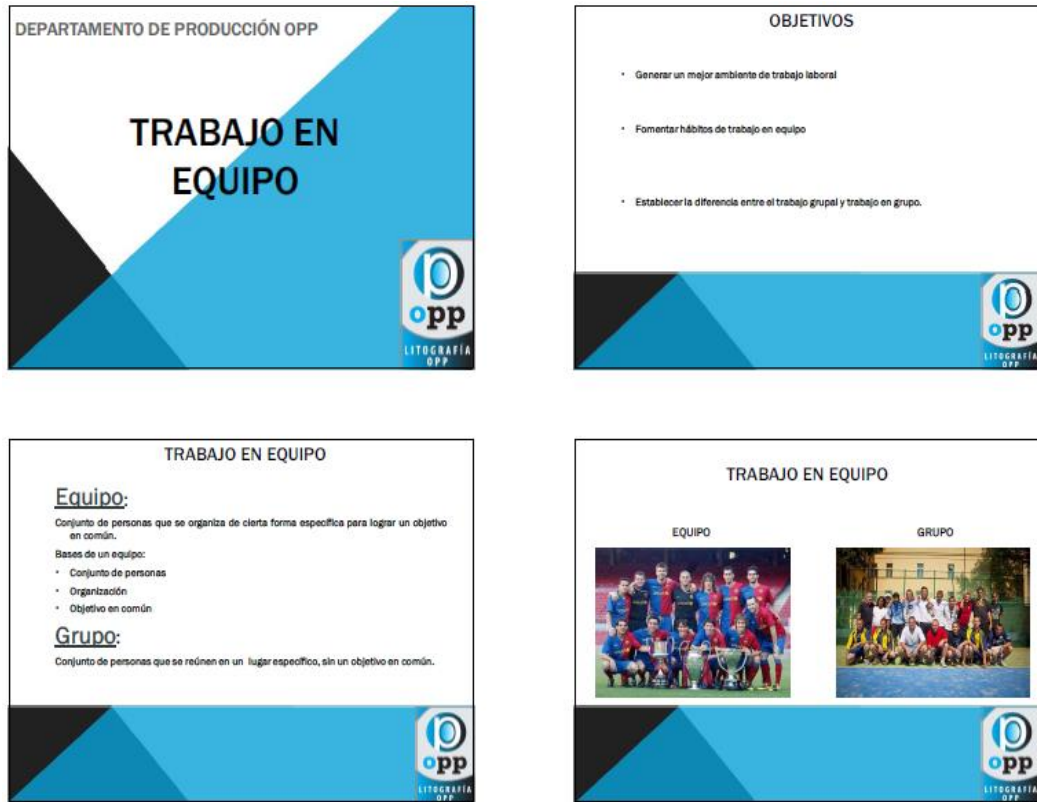 DEPARTAMENTO DE PRODUCCIÓN OPP
TRABAJO EN
EQUIPO
opp
LITOGRAFÍA
OPP
OBJETIVOS
• Generar un mejor ambiente de trabajo laboral
• Fomentar hábitos de trabajo en equipo
• Establecer la diferencia entre el trabajo grupal y trabajo en grupo.
opp
LITOGRAFÍA
OPP
TRABAJO EN EQUIPO
Equipo:
Conjunto de personas que se organiza de cierta forma específica para lograr un objetivo
en común.
Bases de un equipo:
• Conjunto de personas
• Organización
• Objetivo en común
Grupo:
Conjunto de personas que se reúnen en un lugar específico, sin un objetivo en común.
opp
LITOGRAFÍA
OPP
TRABAJO EN EQUIPO
EQUIPO
GRUPO
opp
LITOGRAFÍA
OPP